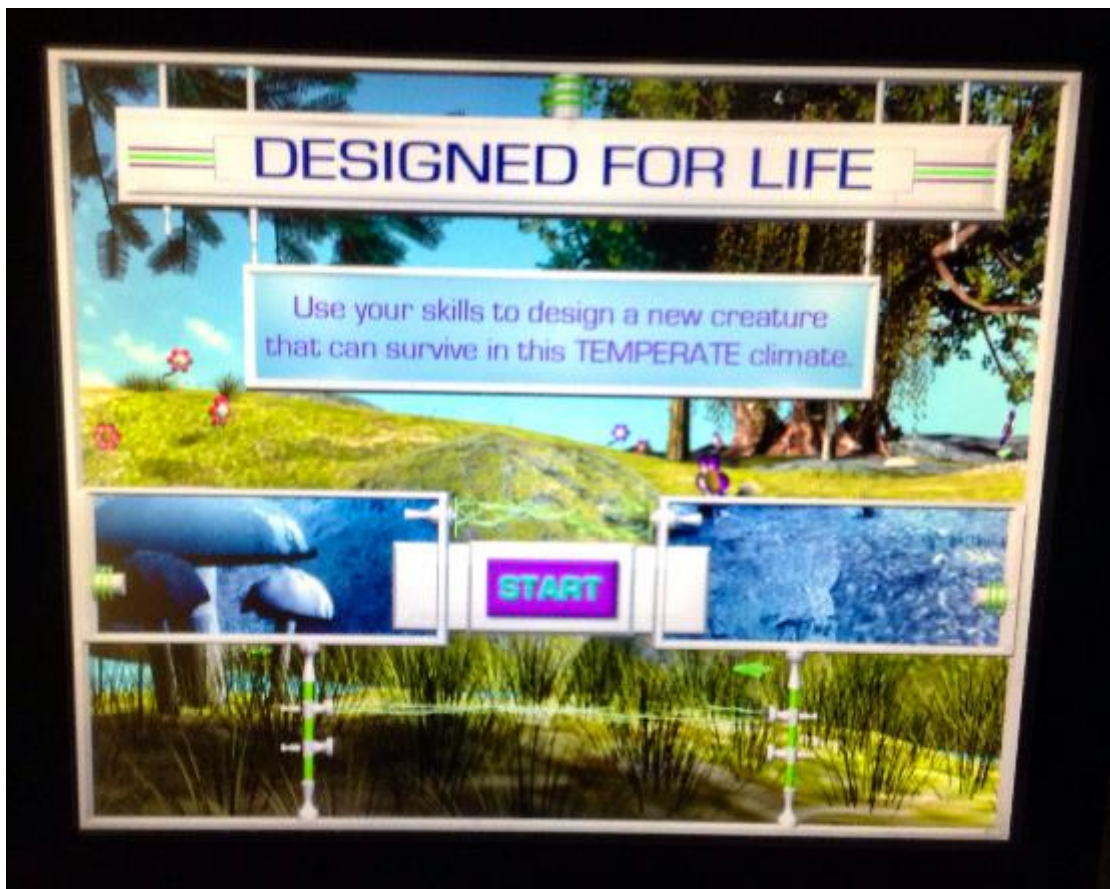 DESIGNED FOR LIFE
Use your skills to design a new creature
that can survive in this TEMPERATE climate.
START